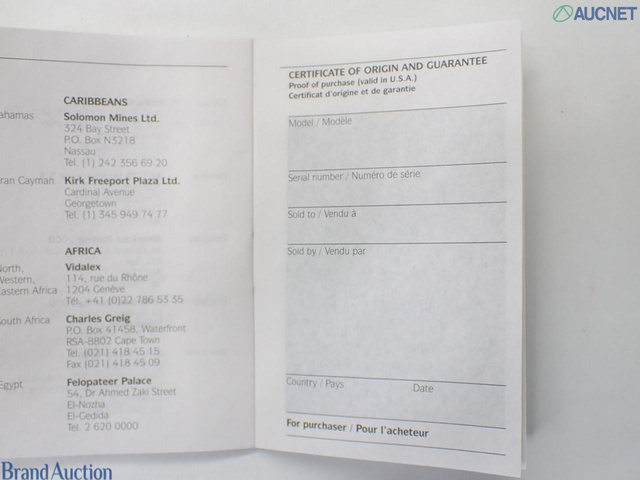 AUCNET
CARIBBEANS
Solomon Mines Ltd.
324 Bay Street
P.O. Box N3218
Nassau
Tel. (1) 242 356 69 20
Kirk Freeport Plaza Ltd.
Cardinal Avenue
Georgetown
Tel. (1) 345 949 74 77
AFRICA
Vidalex
114, rue du Rhône
Eastern Africa 1204 Genève
Tél. +41 (0)22 786 53 35
South Africa Charles Greig
P.O. Box 41458, Waterfront
RSA-8802 Cape Town
Tel. (021) 418 45 15
Fax (021) 418 45 09
Egypt Felopateer Palace
54, Dr Ahmed Zaki Street
El-Nozha
El-Gedida
Tel. 2 620 0000
CERTIFICATE OF ORIGIN AND GUARANTEE
Proof of purchase (valid in U.S.A.)
Certificat d'origine et de garantie
Model / Modèle
Serial number / Numéro de série
Sold to / Vendu à
Sold by / Vendu par
Country / Pays Date
For purchaser / Pour l'acheteur
Brand Auction